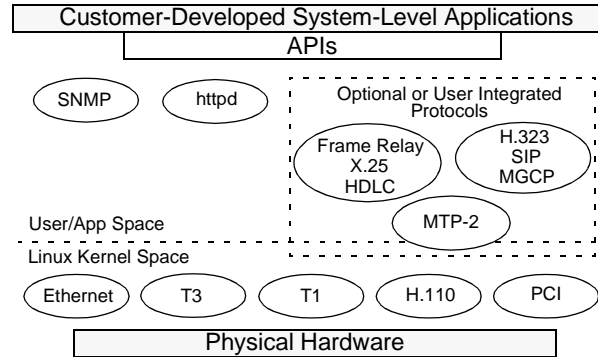 Customer-Developed System-Level Applications
APIs
SNMP
httpd
Optional or User Integrated
Protocols
Frame Relay
X.25
HDLC
H.323
SIP
MGCP
MTP-2
User/App Space
Linux Kernel Space
Ethernet
T3
T1
H.110
PCI
Physical Hardware